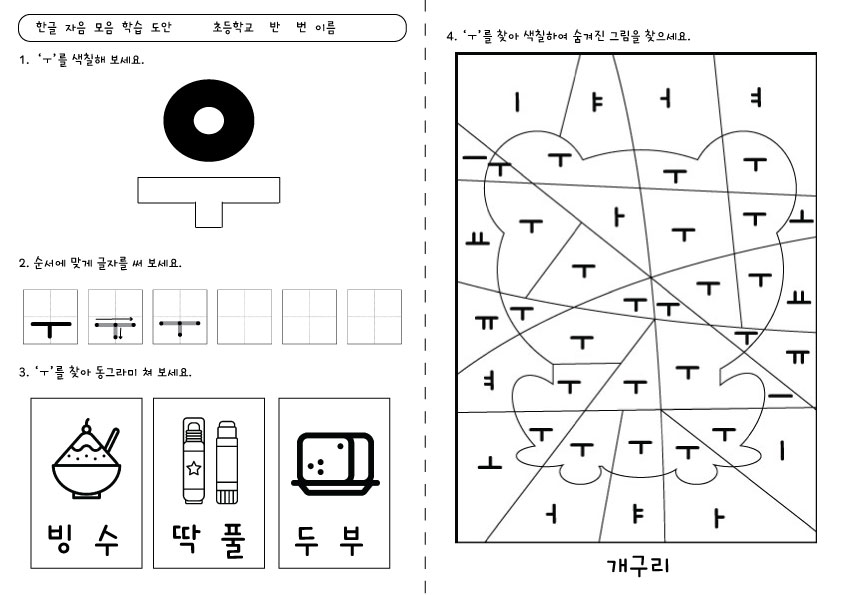 한글 자음 모음 학습 도안 초등학교 반 번 이름
1. ‘ㅜ’를 색칠해 보세요.
2. 순서에 맞게 글자를 써 보세요.
ㅜ ㅜ ㅜ
3. ‘ㅜ’를 찾아 동그라미 쳐 보세요.
빙 수
딱 풀
두 부
4. ‘ㅜ’를 찾아 색칠하여 숨겨진 그림을 찾으세요.
ㅣ ㅑ ㅓ ㅕ
ㅡ ㅜ ㅜ ㅜ ㅜ
ㅛ ㅜ ㅏ ㅜ ㅜ ㅗ
ㅜ ㅜ ㅜ
ㅠ ㅜ ㅜ ㅜ ㅛ
ㅜ ㅜ ㅠ
ㅕ ㅜ ㅜ ㅜ ㅡ
ㅗ ㅜ ㅜ ㅜ ㅜ ㅜ ㅣ
ㅓ ㅑ ㅏ
개구리